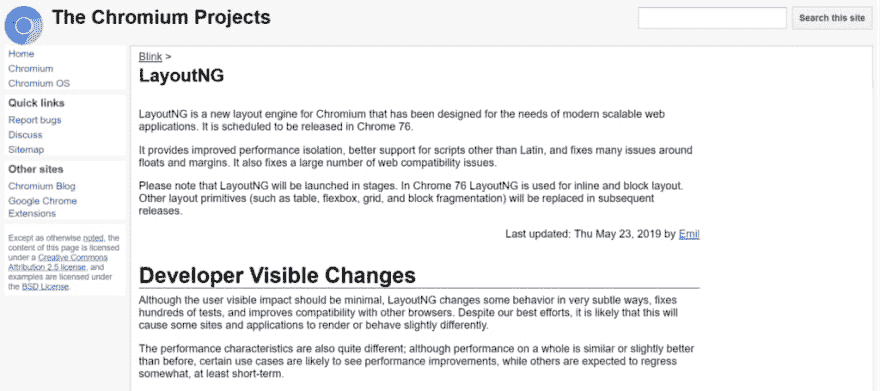 The Chromium Projects
Search this site
Home
Chromium
Chromium OS
Quick links
Report bugs
Discuss
Sitemap
Other sites
Chromium Blog
Google Chrome
Extensions
Except as otherwise noted, the
content of this page is licensed
under a Creative Commons
Attribution 2.5 license, and
examples are licensed under
the BSD License.
Blink >
LayoutNG
LayoutNG is a new layout engine for Chromium that has been designed for the needs of modern scalable web
applications. It is scheduled to be released in Chrome 76.
It provides improved performance isolation, better support for scripts other than Latin, and fixes many issues around
floats and margins. It also fixes a large number of web compatibility issues.
Please note that LayoutNG will be launched in stages. In Chrome 76 LayoutNG is used for inline and block layout.
Other layout primitives (such as table, flexbox, grid, and block fragmentation) will be replaced in subsequent
releases.
Last updated: Thu May 23, 2019 by Emil
Developer Visible Changes
Although the user visible impact should be minimal, LayoutNG changes some behavior in very subtle ways, fixes
hundreds of tests, and improves compatibility with other browsers. Despite our best efforts, it is likely that this will
cause some sites and applications to render or behave slightly differently.
The performance characteristics are also quite different; although performance on a whole is similar or slightly better
than before, certain use cases are likely to see performance improvements, while others are expected to regress
somewhat, at least short-term.